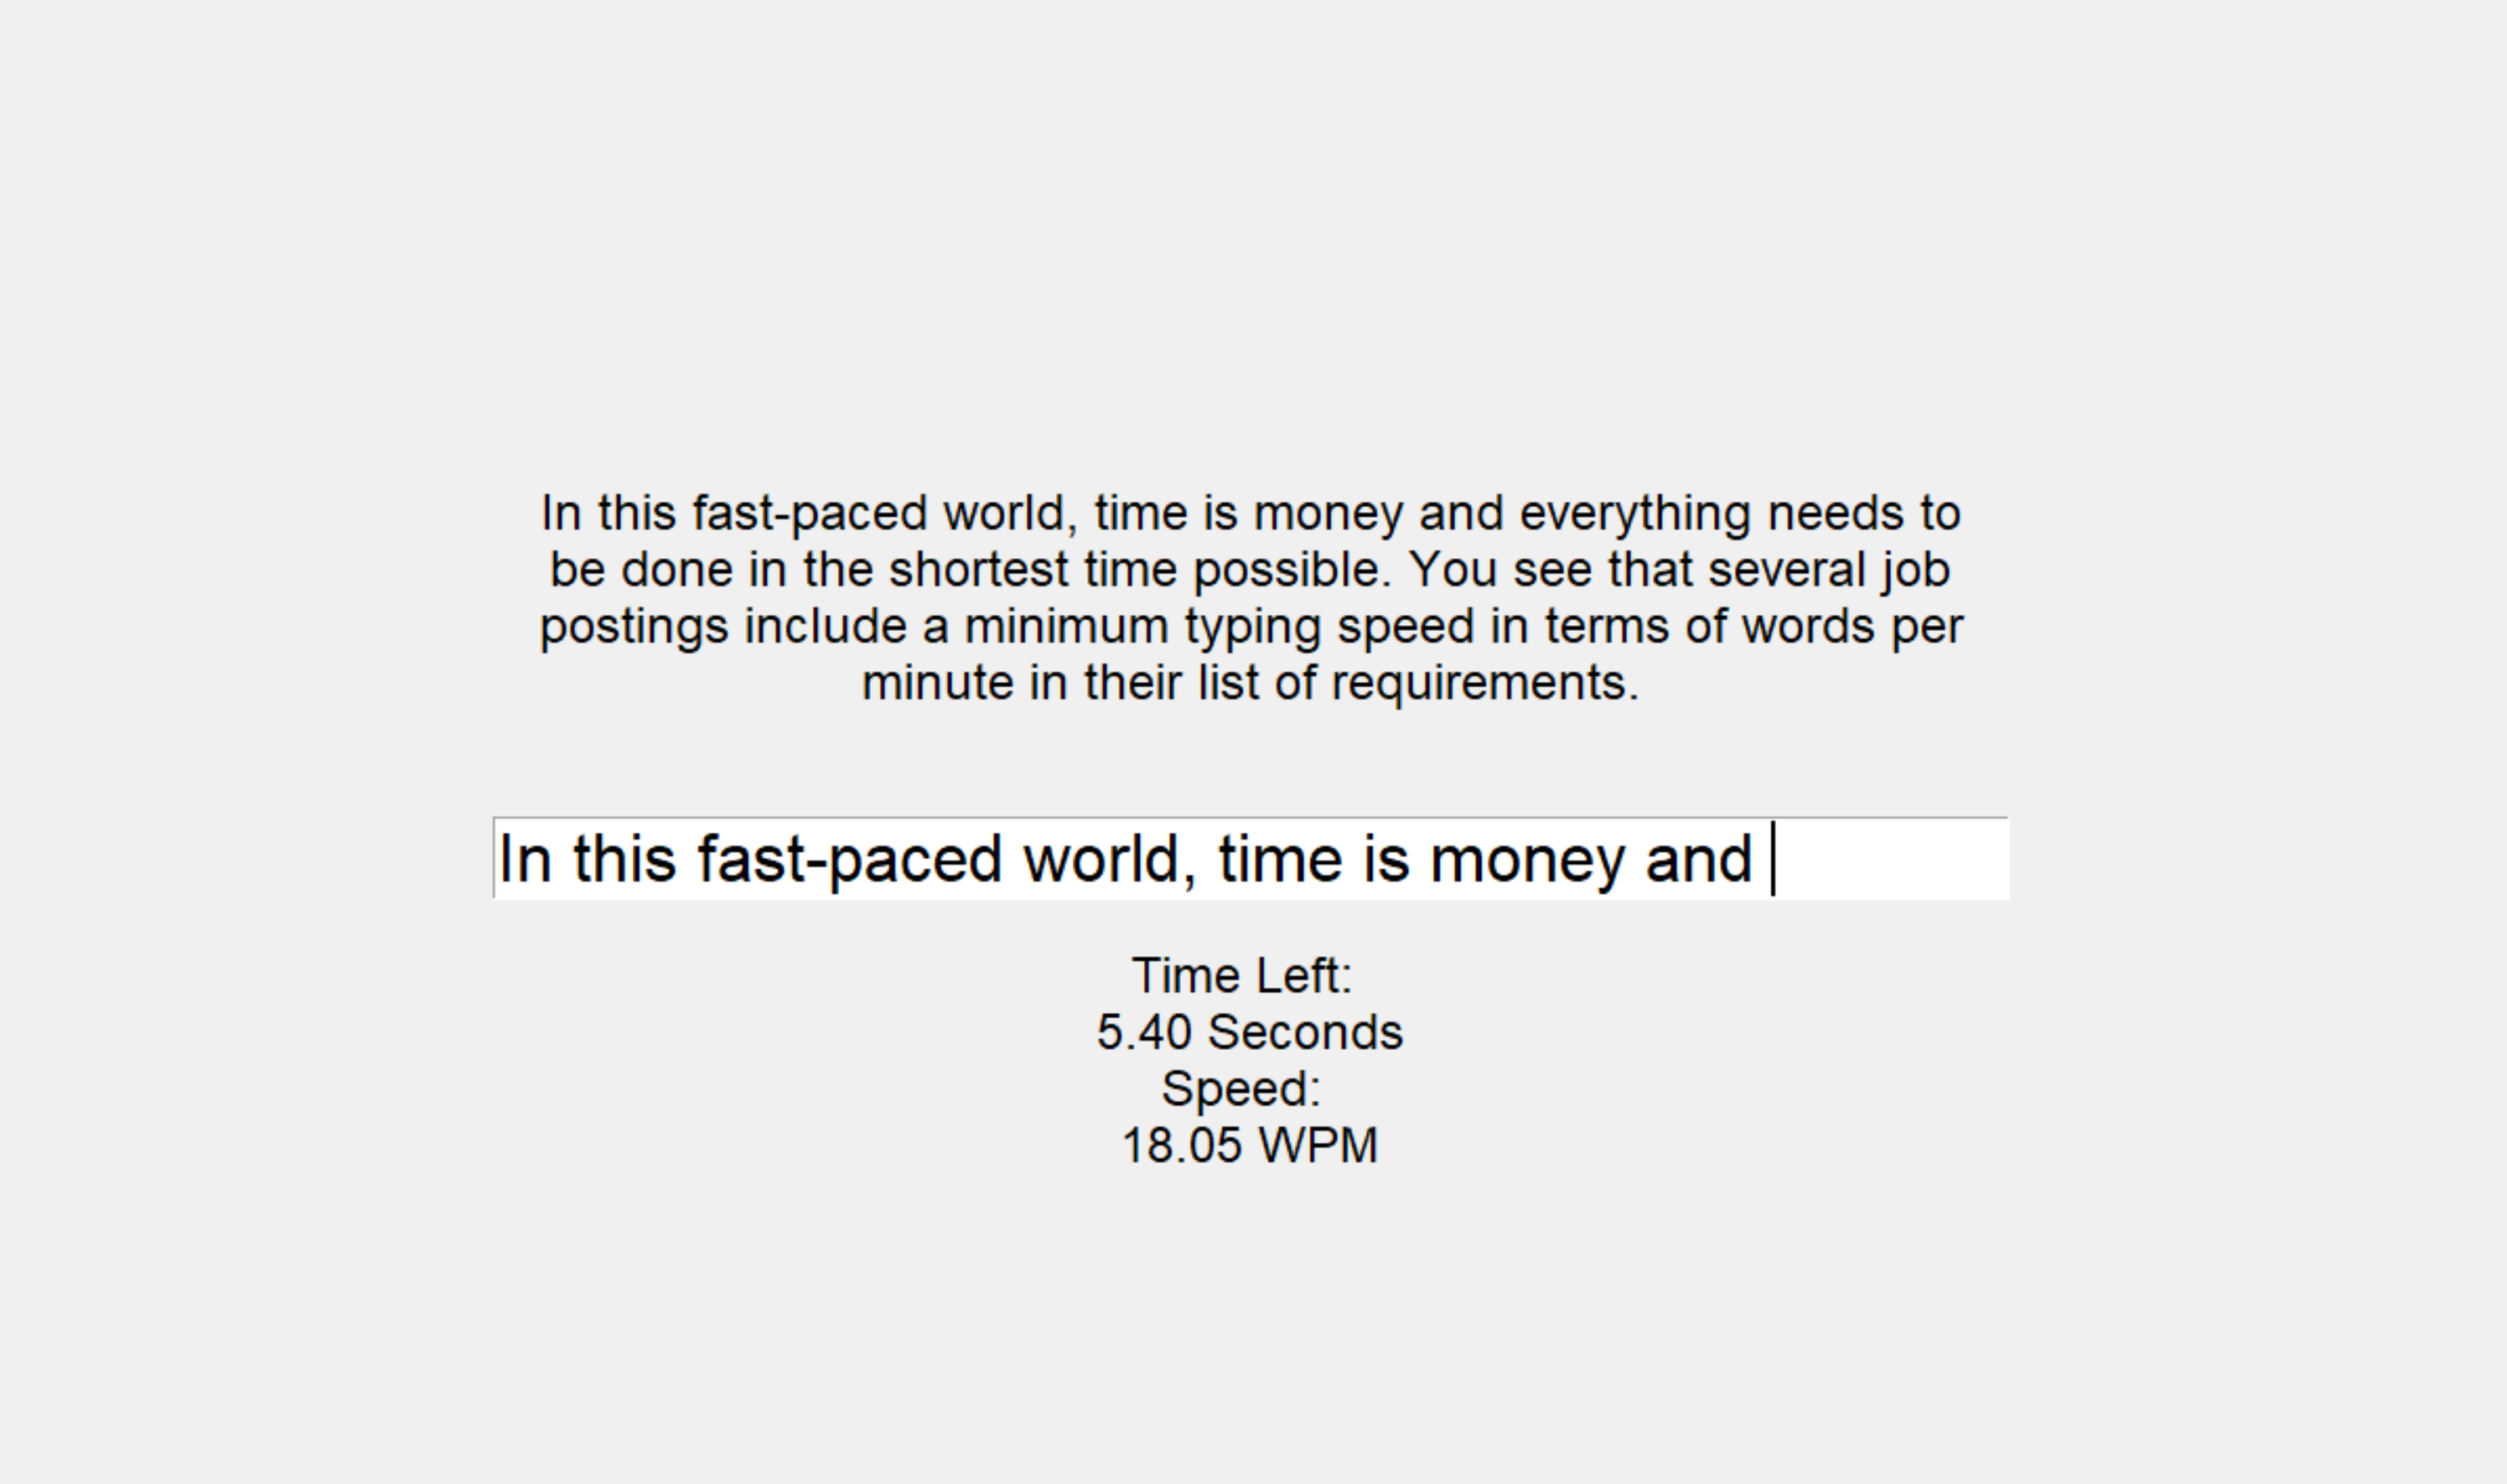 In this fast-paced world, time is money and everything needs to
be done in the shortest time possible. You see that several job
postings include a minimum typing speed in terms of words per
minute in their list of requirements.
In this fast-paced world, time is money and
Time Left:
5.40 Seconds
Speed:
18.05 WPM